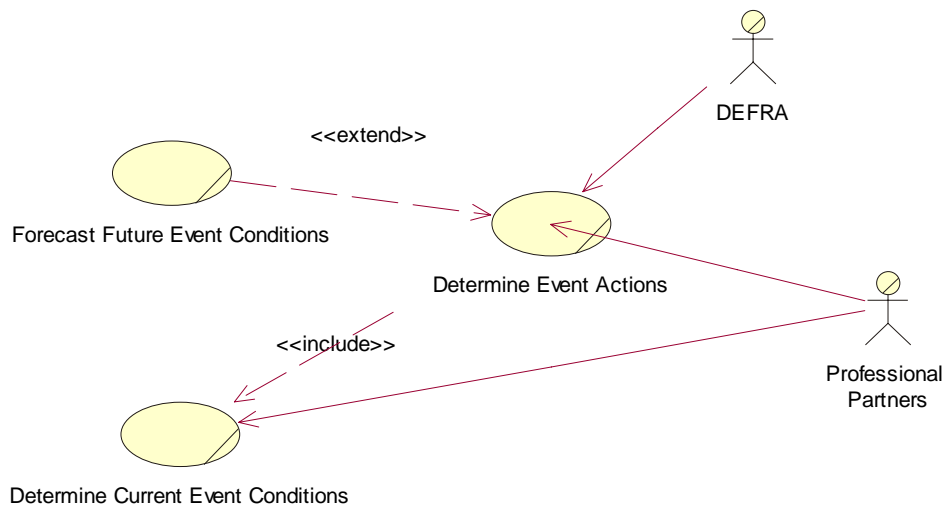 DEFRA
<<extend>>
Forecast Future Event Conditions
Determine Event Actions
<<include>>
Professional
Partners
Determine Current Event Conditions